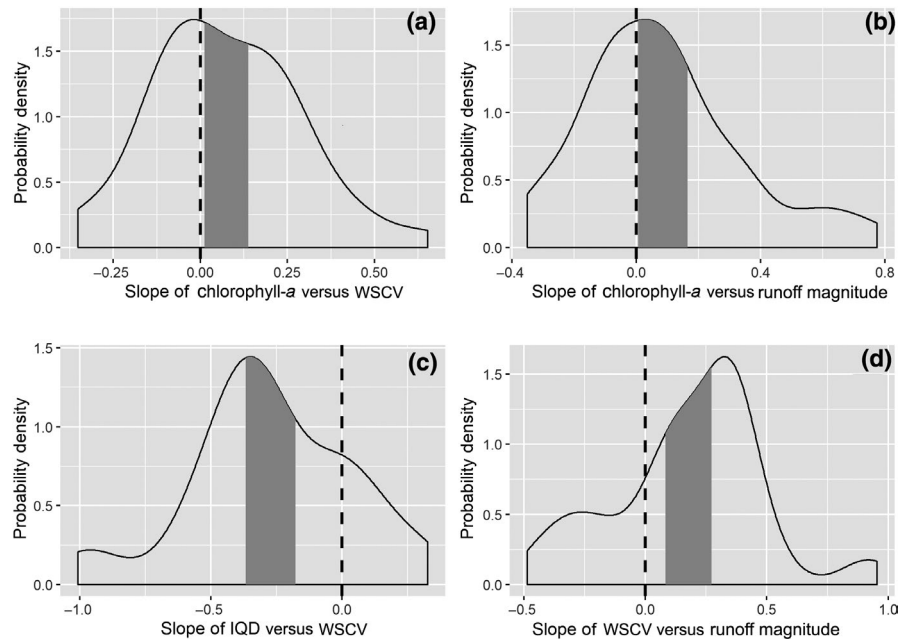 (a)
Probability density
1.5
1.0
0.5
0.0
−0.25 0.00 0.25 0.50
Slope of chlorophyll-a versus WSCV
(b)
Probability density
1.5
1.0
0.5
0.0
−0.4 0.0 0.4 0.8
Slope of chlorophyll-a versus runoff magnitude
(c)
Probability density
1.5
1.0
0.5
0.0
−1.0 −0.5 0.0
Slope of IQD versus WSCV
(d)
Probability density
1.5
1.0
0.5
0.0
−0.5 0.0 0.5 1.0
Slope of WSCV versus runoff magnitude